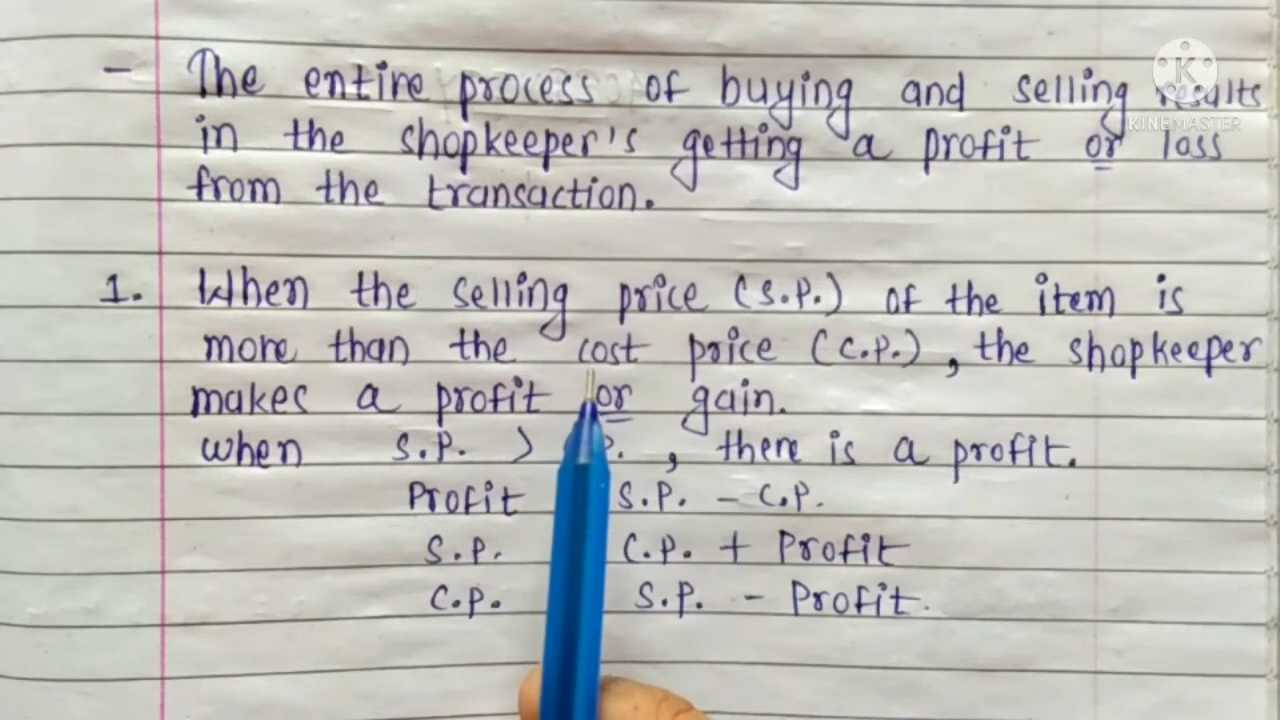 - The entire process of buying and selling results
in the shopkeeper's getting a profit or loss
from the transaction.
1. When the selling price (S.P.) of the item is
more than the cost price (C.P.), the shopkeeper
makes a profit or gain.
when S.P. > P. , there is a profit.
Profit S.P. - C.P.
S.P. C.P. + Profit
C.P. S.P. - Profit.
K
KINEMASTER